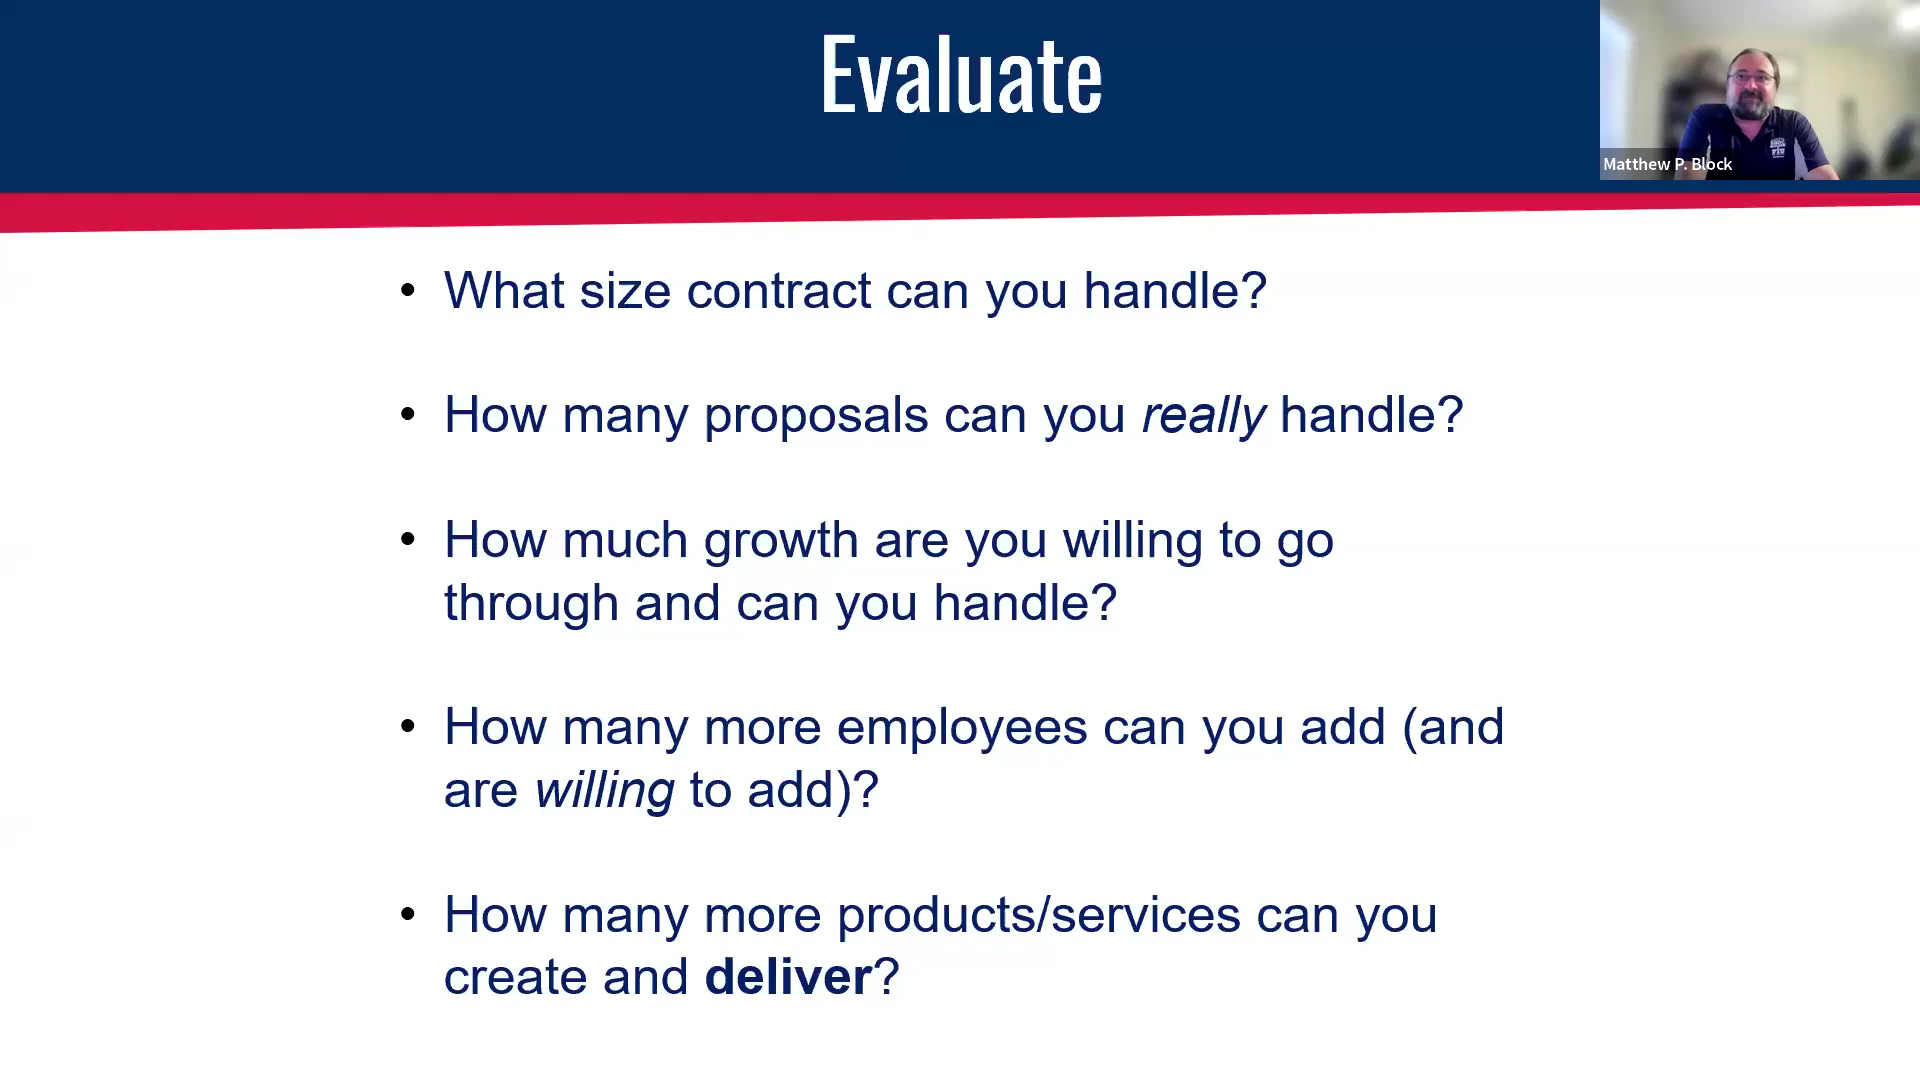 Evaluate
Matthew P. Block
• What size contract can you handle?
• How many proposals can you really handle?
• How much growth are you willing to go
through and can you handle?
• How many more employees can you add (and
are willing to add)?
• How many more products/services can you
create and deliver?